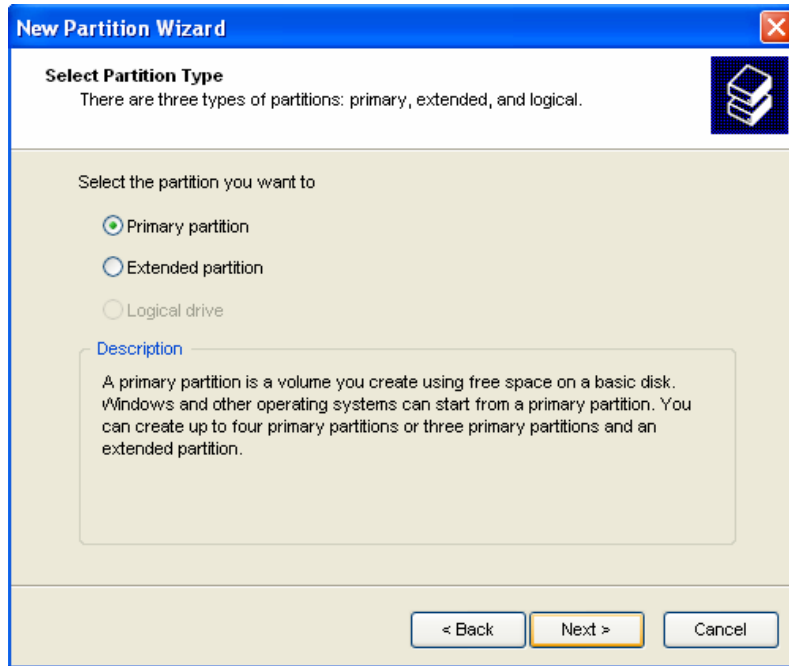 New Partition Wizard
Select Partition Type
There are three types of partitions: primary, extended, and logical.
Select the partition you want to
Primary partition
Extended partition
Logical drive
Description
A primary partition is a volume you create using free space on a basic disk.
Windows and other operating systems can start from a primary partition. You
can create up to four primary partitions or three primary partitions and an
extended partition.
< Back
Next >
Cancel